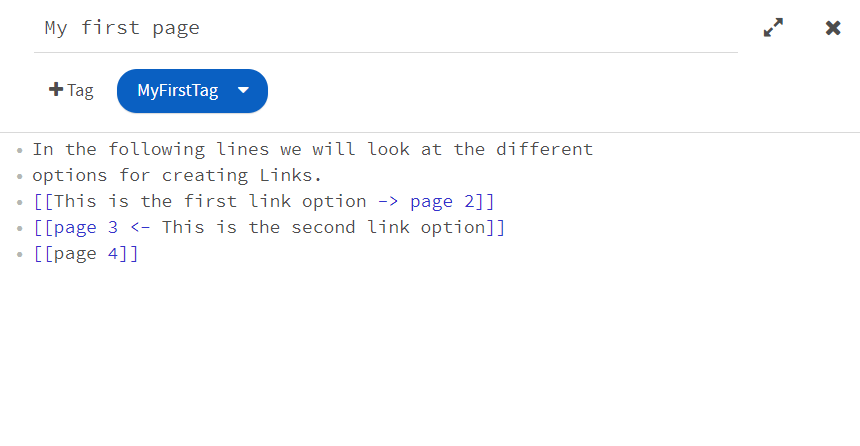 My first page
+ Tag MyFirstTag
In the following lines we will look at the different
options for creating Links.
[[This is the first link option -> page 2]]
[[page 3 <- This is the second link option]]
[[page 4]]